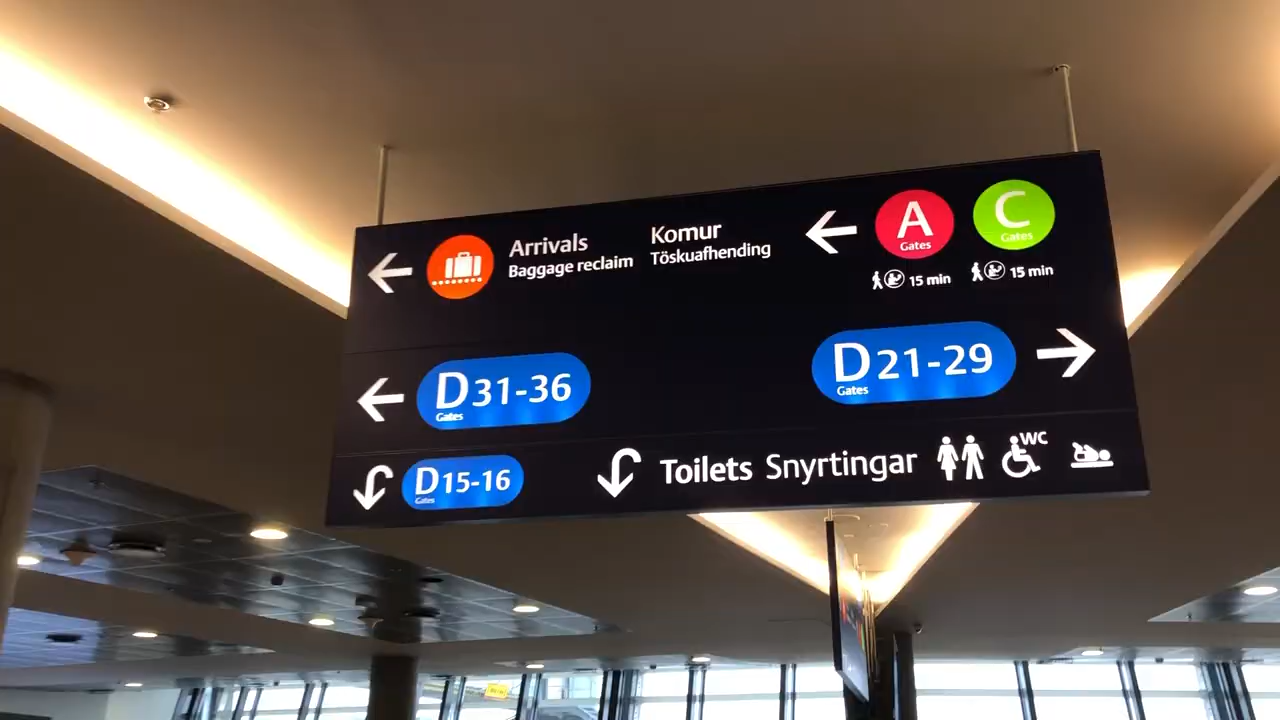 Arrivals
Baggage reclaim
Komur
Töskuafhending
A
Gates
C
Gates
15 min
15 min
D 31-36
Gates
D 21-29
Gates
D 15-16
Gates
Toilets Snyrtingar
WC